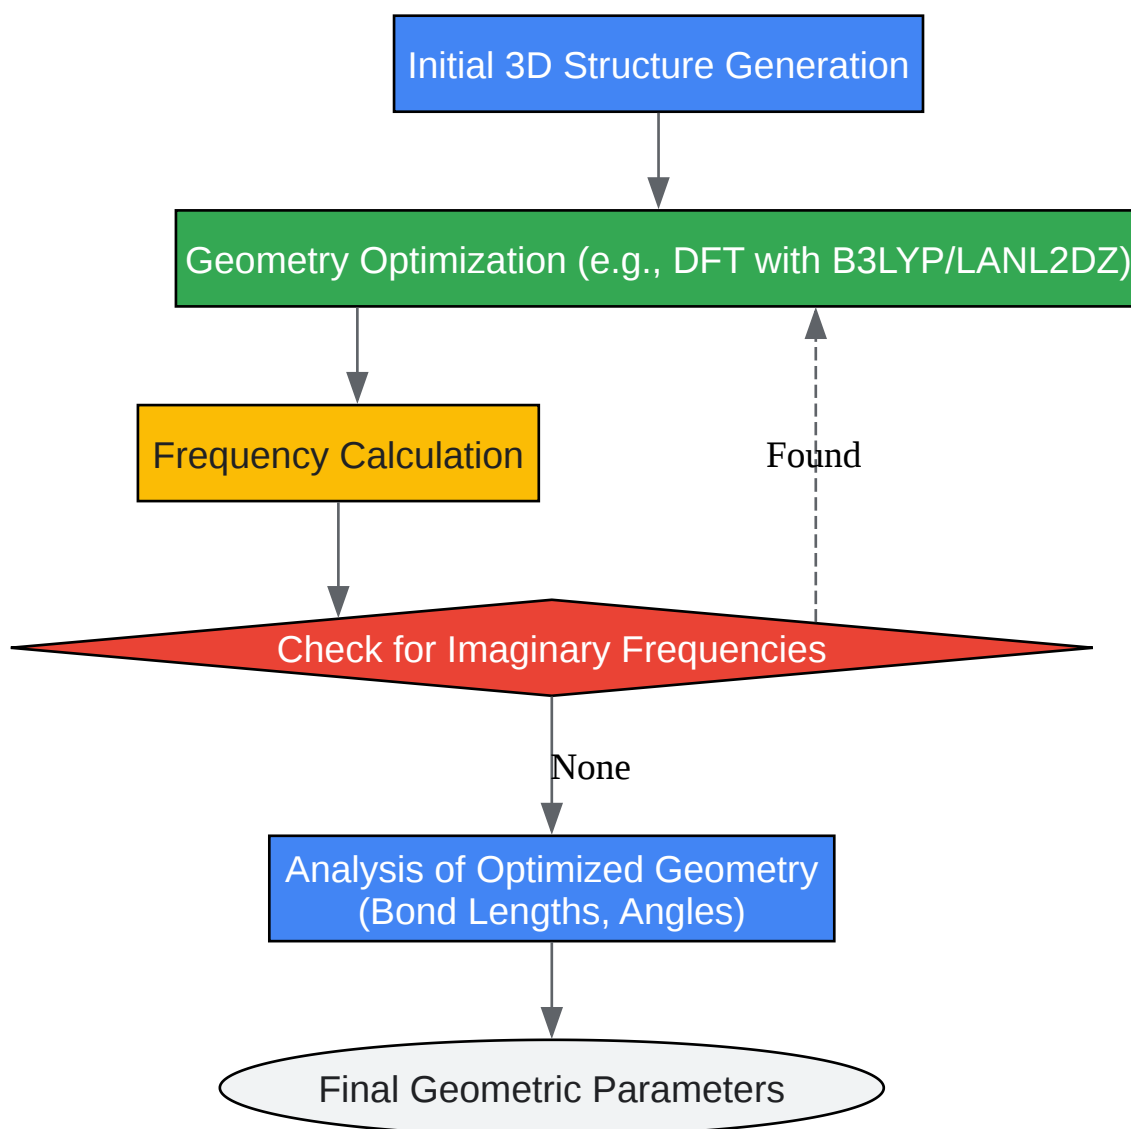 Initial 3D Structure Generation
Geometry Optimization (e.g., DFT with B3LYP/LANL2DZ)
Frequency Calculation
Found
Check for Imaginary Frequencies
None
Analysis of Optimized Geometry
(Bond Lengths, Angles)
Final Geometric Parameters